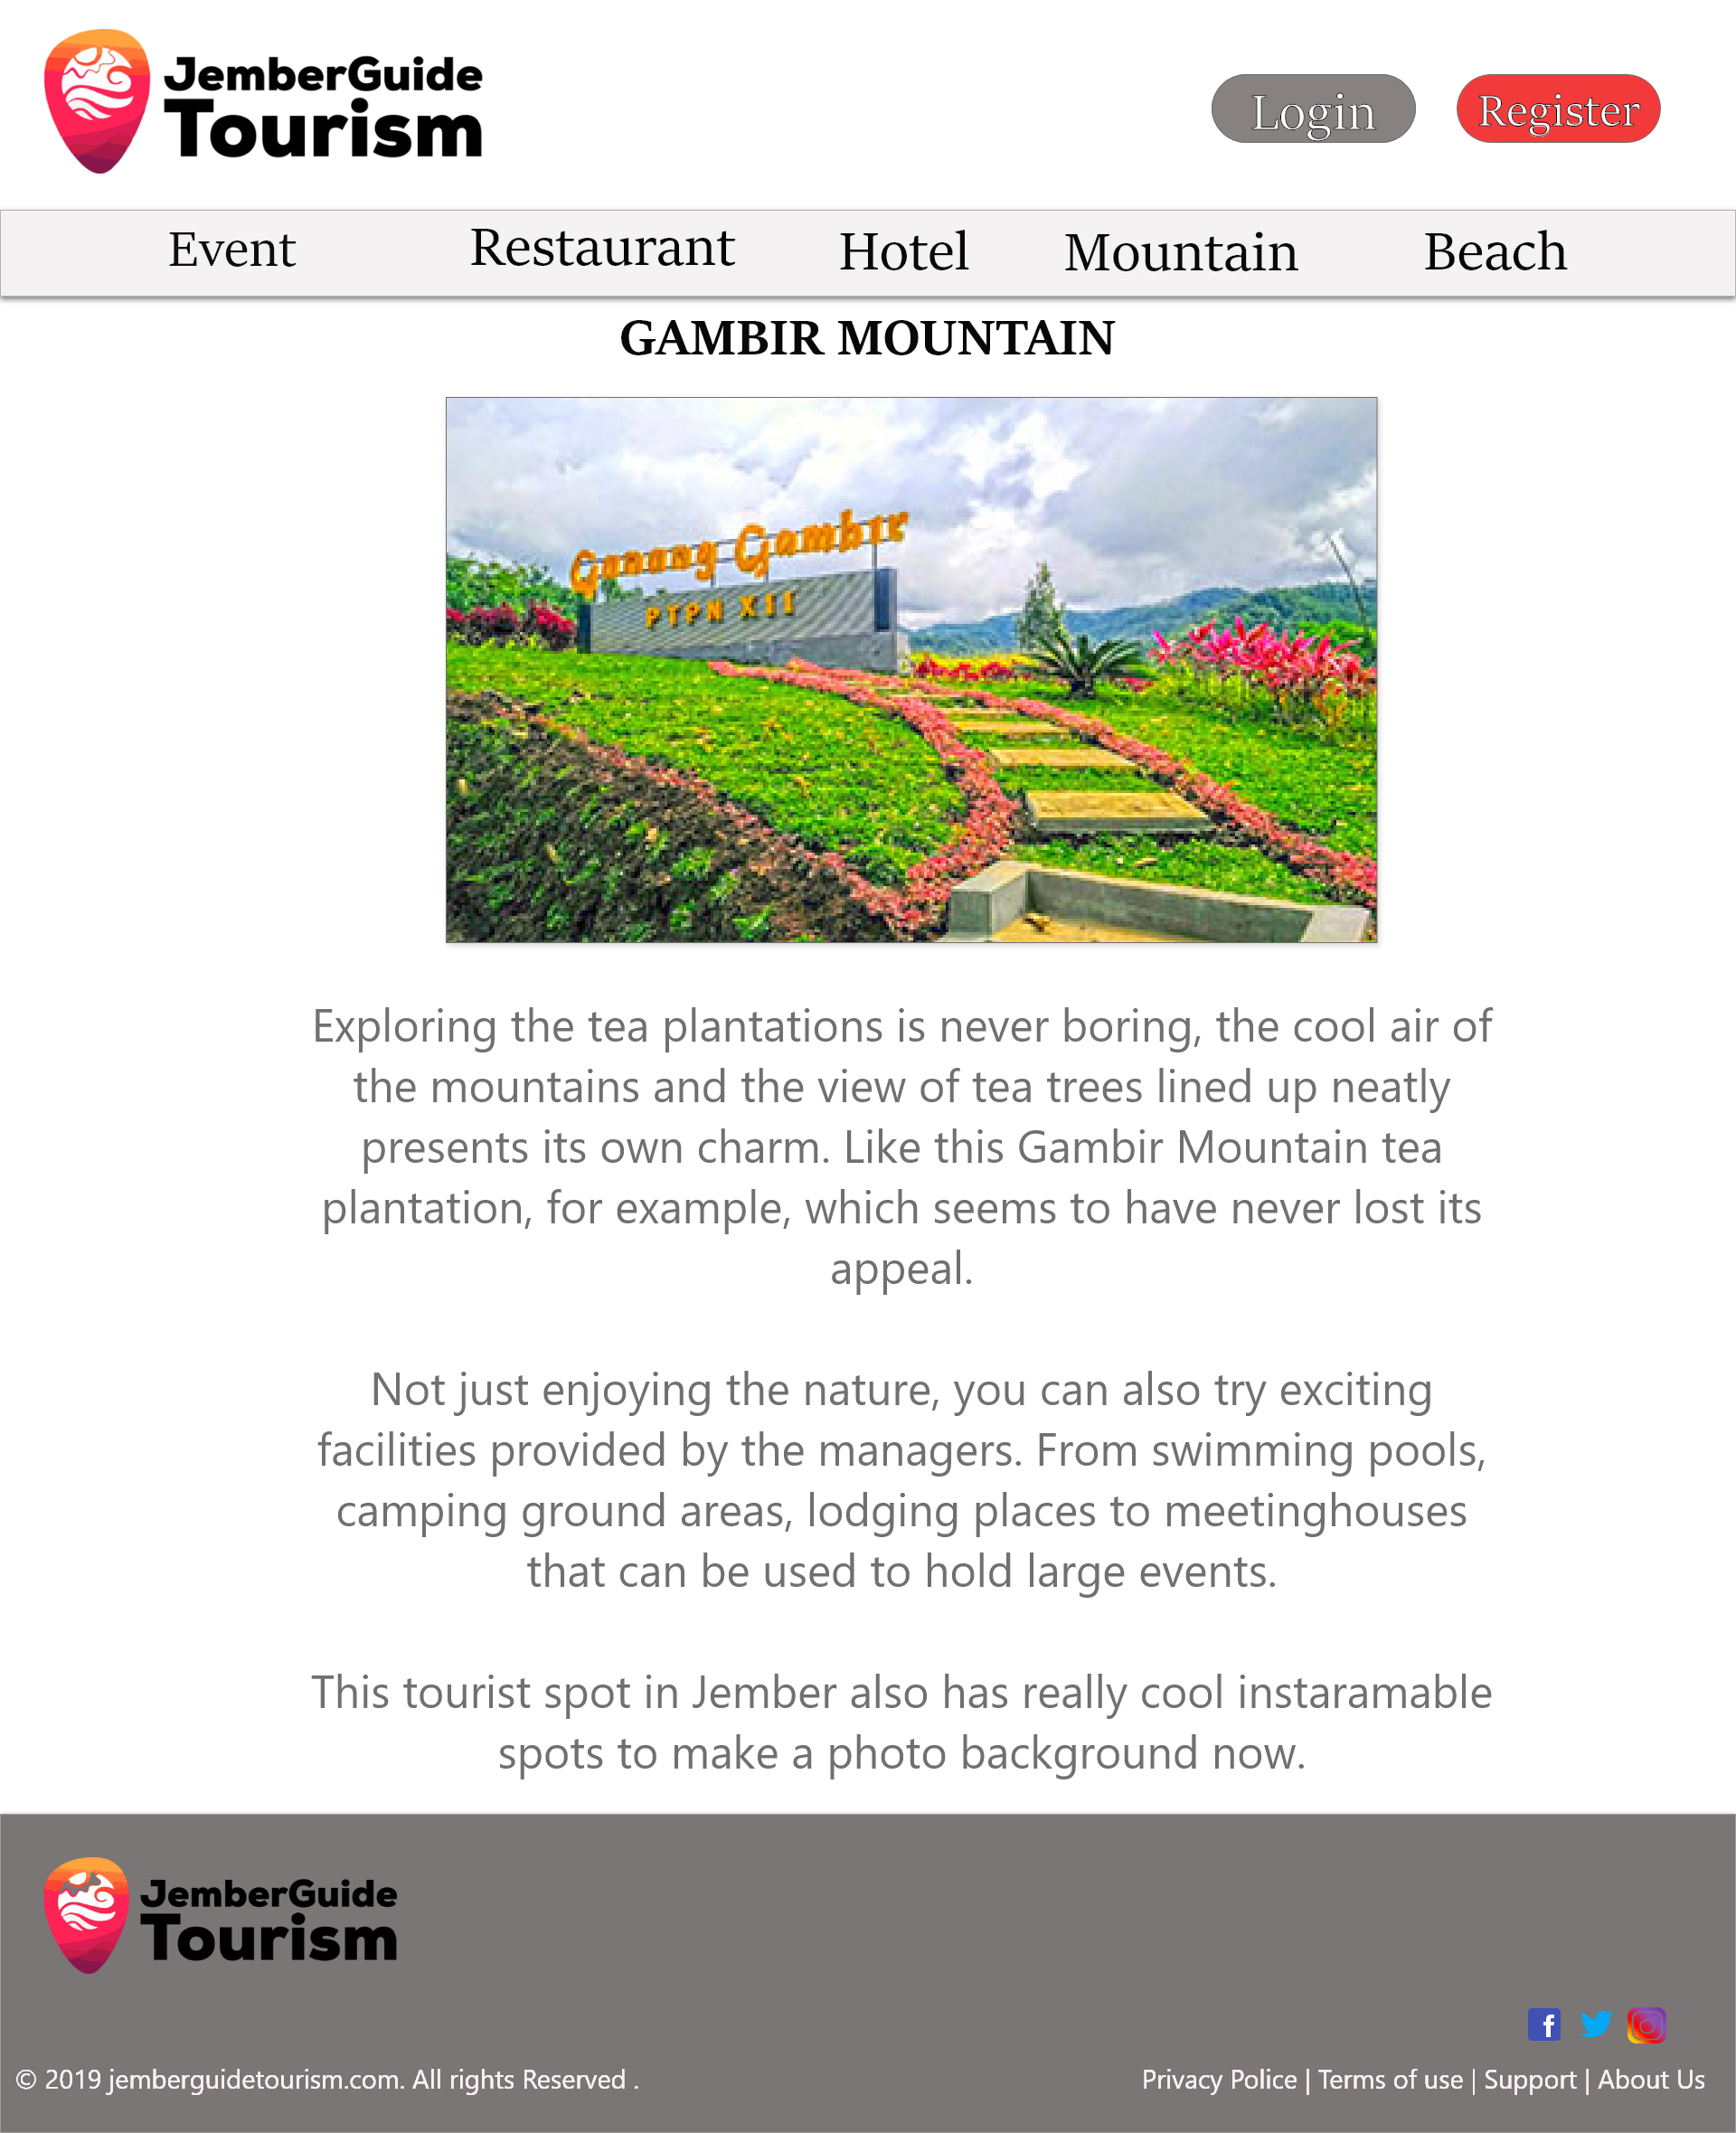 JemberGuide
Tourism
Login
Register
Event
Restaurant
Hotel
Mountain
Beach
GAMBIR MOUNTAIN
Gunung Gambir
PTPN XII
Exploring the tea plantations is never boring, the cool air of
the mountains and the view of tea trees lined up neatly
presents its own charm. Like this Gambir Mountain tea
plantation, for example, which seems to have never lost its
appeal.
Not just enjoying the nature, you can also try exciting
facilities provided by the managers. From swimming pools,
camping ground areas, lodging places to meetinghouses
that can be used to hold large events.
This tourist spot in Jember also has really cool instaramable
spots to make a photo background now.
JemberGuide
Tourism
© 2019 jemberguidetourism.com. All rights Reserved .
Privacy Police | Terms of use | Support | About Us